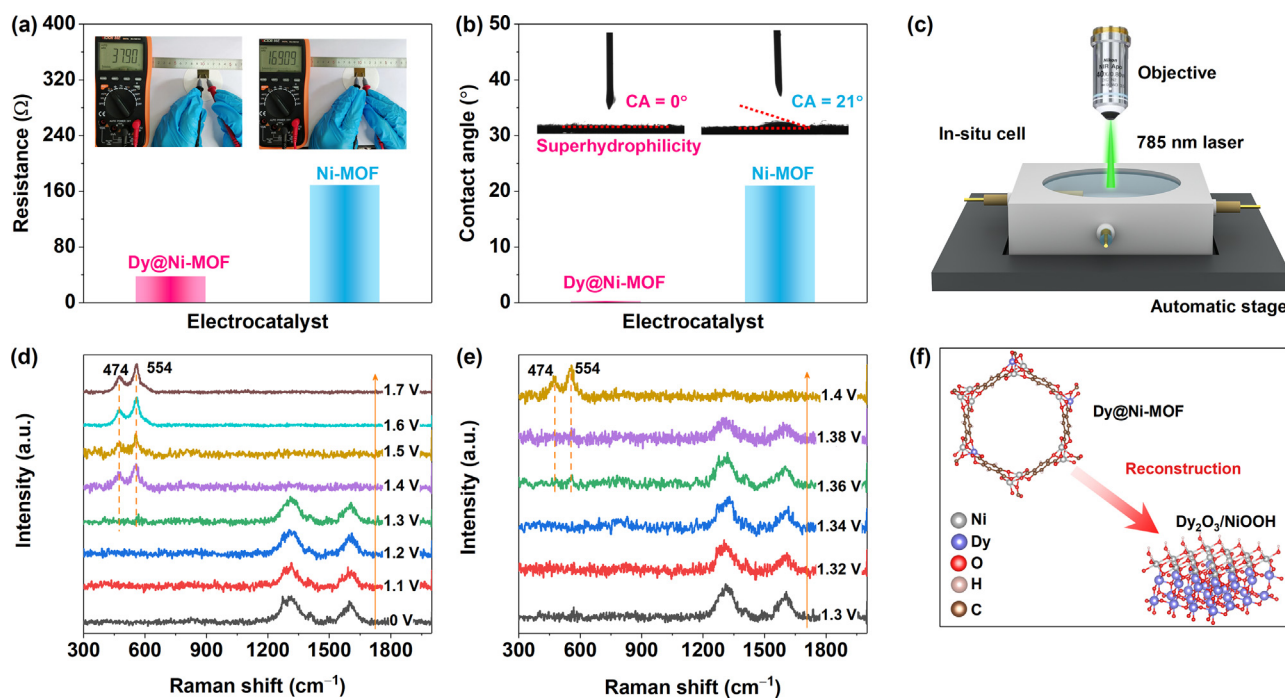 (a)
400
320
240
160
80
0
Resistance (Ω)
37.90
169.09
Dy@Ni-MOF
Ni-MOF
Electrocatalyst
(b)
50
40
30
20
10
0
Contact angle (°)
CA = 0°
CA = 21°
Superhydrophilicity
Ni-MOF
Dy@Ni-MOF
Electrocatalyst
(c)
Objective
In-situ cell
785 nm laser
Automatic stage
(d)
474
554
1.7 V
1.6 V
1.5 V
1.4 V
1.3 V
1.2 V
1.1 V
0 V
Intensity (a.u.)
300 600 900 1200 1500 1800
Raman shift (cm⁻¹)
(e)
474
554
1.4 V
1.38 V
1.36 V
1.34 V
1.32 V
1.3 V
Intensity (a.u.)
300 600 900 1200 1500 1800
Raman shift (cm⁻¹)
(f)
Dy@Ni-MOF
Reconstruction
Dy₂O₃/NiOOH
Ni
Dy
O
H
C